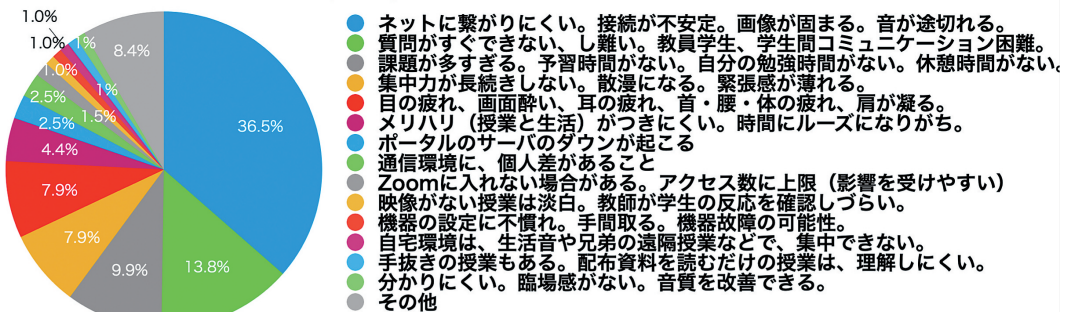 1.0%
1.0%
1%
8.4%
1.0%
2.5%
1%
1.5%
2.5%
4.4%
7.9%
7.9%
9.9%
13.8%
36.5%
ネットに繋がりにくい。接続が不安定。画像が固まる。音が途切れる。
質問がすぐできない、し難い。教員学生、学生間コミュニケーション困難。
課題が多すぎる。予習時間がない。自分の勉強時間がない。休憩時間がない。
集中力が長続きしない。散漫になる。緊張感が薄れる。
目の疲れ、画面酔い、耳の疲れ、首・腰・体の疲れ、肩が凝る。
メリハリ（授業と生活）がつきにくい。時間にルーズになりがち。
ポータルのサーバのダウンが起こる
通信環境に、個人差があること
Zoomに入れない場合がある。アクセス数に上限（影響を受けやすい）
映像がない授業は淡白。教師が学生の反応を確認しづらい。
機器の設定に不慣れ。手間取る。機器故障の可能性。
自宅環境は、生活音や兄弟の遠隔授業などで、集中できない。
手抜きの授業もある。配布資料を読むだけの授業は、理解しにくい。
分かりにくい。臨場感がない。音質を改善できる。
その他